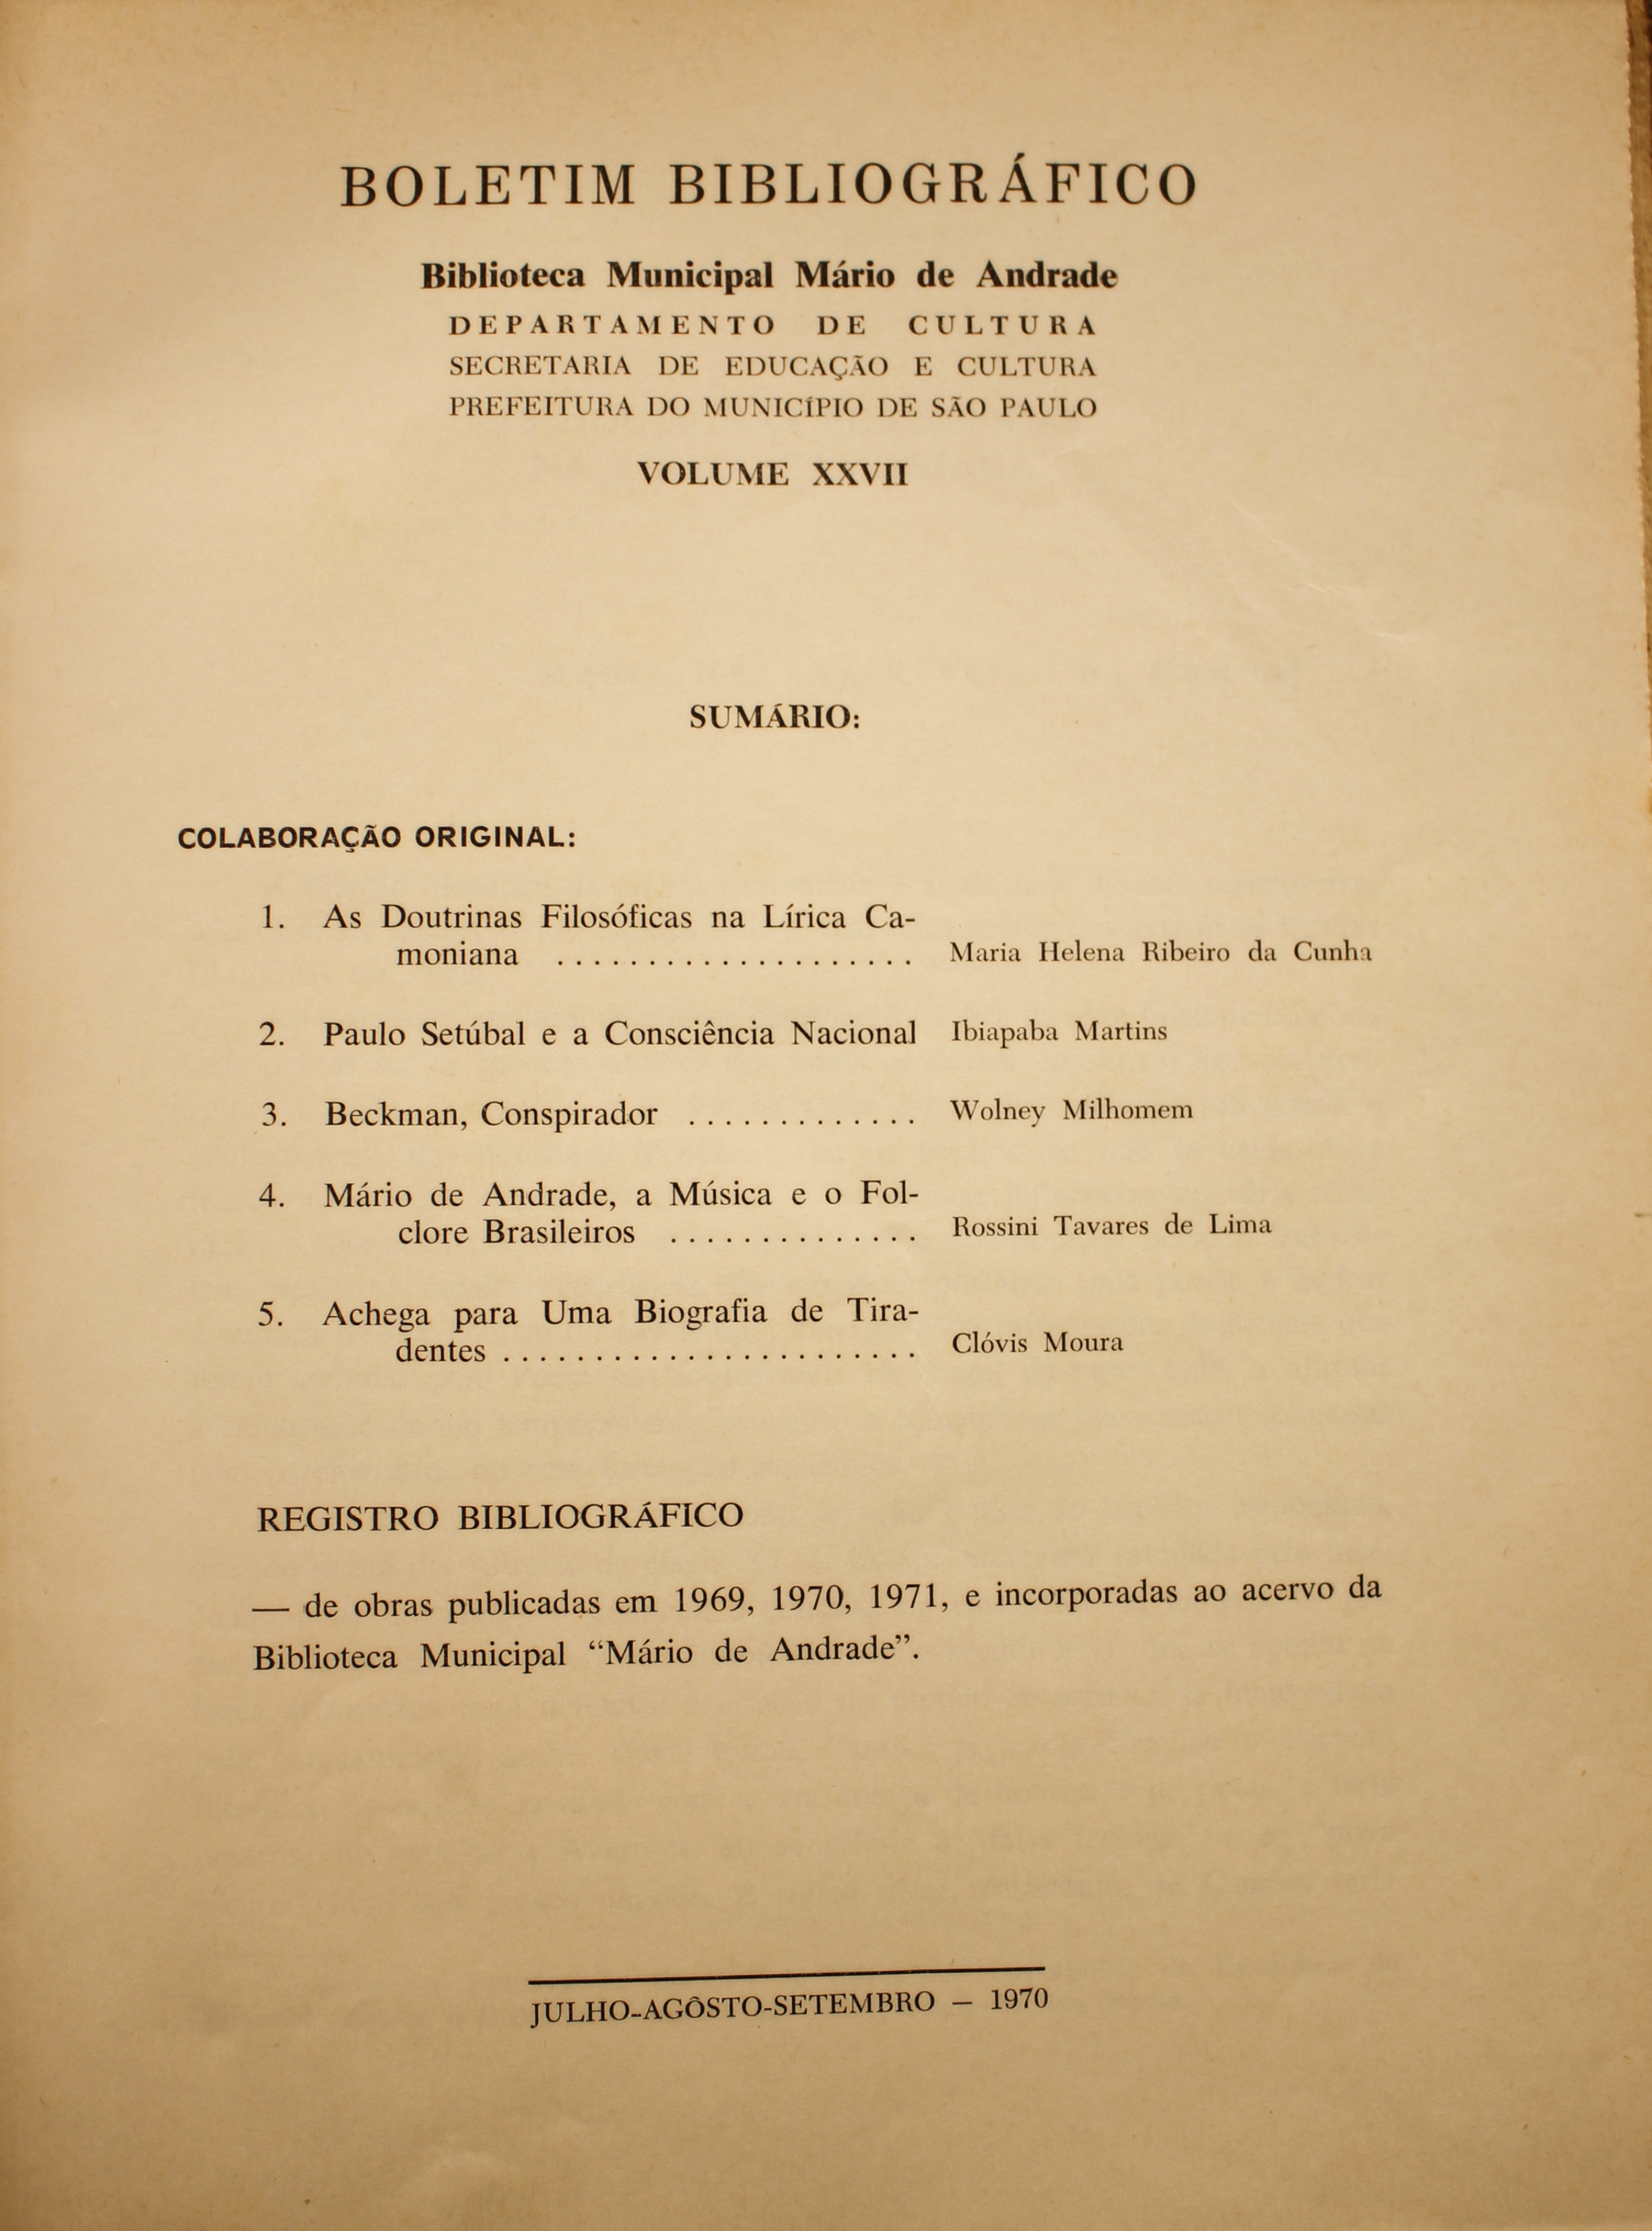 BOLETIM BIBLIOGRÁFICO
Biblioteca Municipal Mário de Andrade
DEPARTAMENTO DE CULTURA
SECRETARIA DE EDUCAÇÃO E CULTURA
PREFEITURA DO MUNICÍPIO DE SÃO PAULO
VOLUME XXVII
SUMÁRIO:
COLABORAÇÃO ORIGINAL:
1. As Doutrinas Filosóficas na Lírica Ca-
moniana .................... Maria Helena Ribeiro da Cunha
2. Paulo Setúbal e a Consciência Nacional Ibiapaba Martins
3. Beckman, Conspirador ............. Wolney Milhomem
4. Mário de Andrade, a Música e o Fol-
clore Brasileiros .............. Rossini Tavares de Lima
5. Achega para Uma Biografia de Tira-
dentes ....................... Clóvis Moura
REGISTRO BIBLIOGRÁFICO
— de obras publicadas em 1969, 1970, 1971, e incorporadas ao acervo da
Biblioteca Municipal “Mário de Andrade”.
JULHO-AGÔSTO-SETEMBRO — 1970